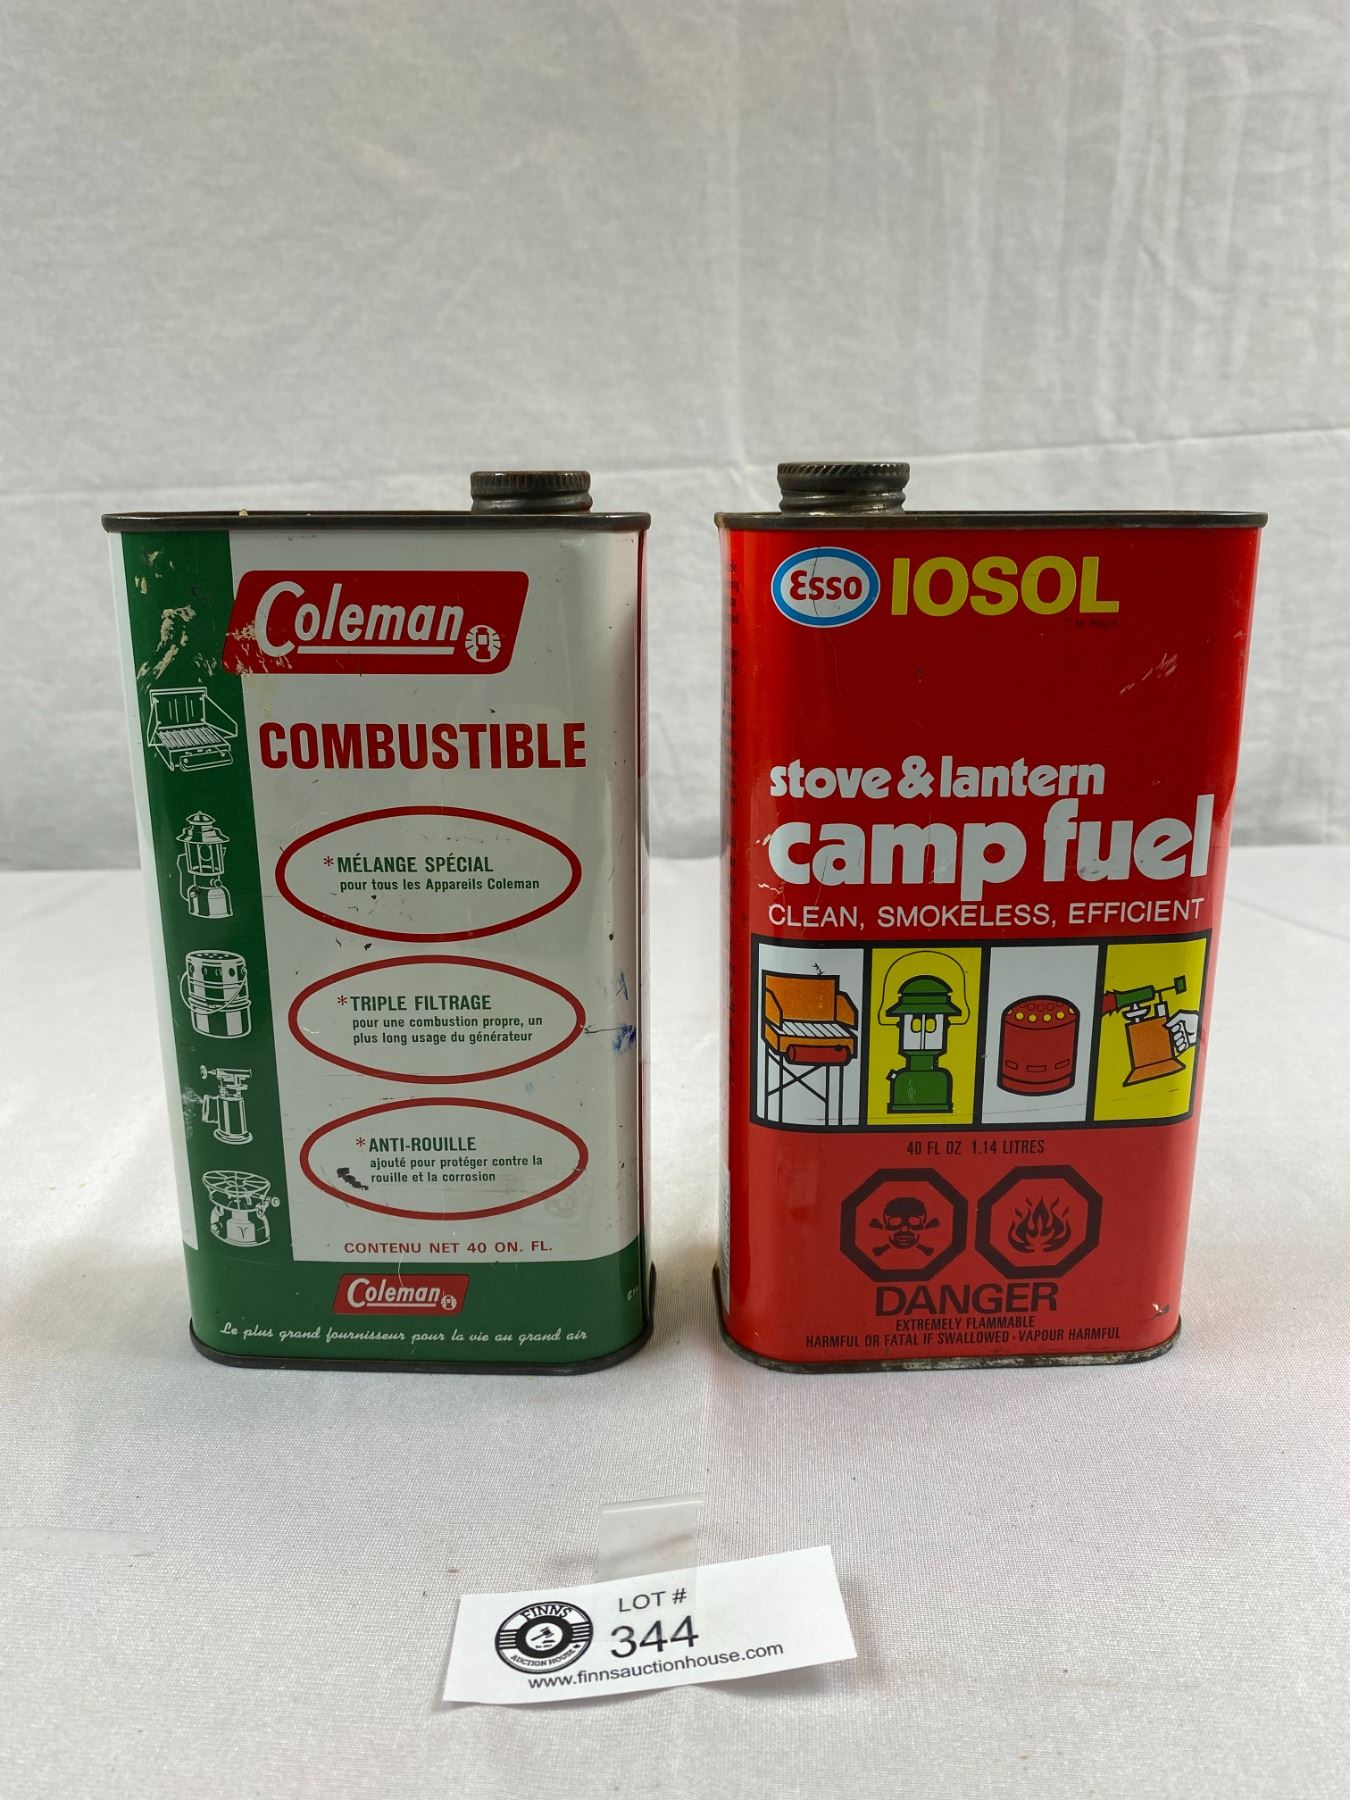 Coleman
COMBUSTIBLE
*MÉLANGE SPÉCIAL
pour tous les Appareils Coleman
*TRIPLE FILTRAGE
pour une combustion propre, un
plus long usage du générateur
*ANTI-ROUILLE
ajouté pour protéger contre la
rouille et la corrosion
CONTENU NET 40 ON. FL.
Coleman
Le plus grand fournisseur pour la vie au grand air
Esso IOSOL
stove & lantern
camp fuel
CLEAN, SMOKELESS, EFFICIENT
40 FL OZ 1.14 LITRES
DANGER
EXTREMELY FLAMMABLE
HARMFUL OR FATAL IF SWALLOWED · VAPOUR HARMFUL
FINNS
AUCTION HOUSE
LOT #
344
www.finnsauctionhouse.com